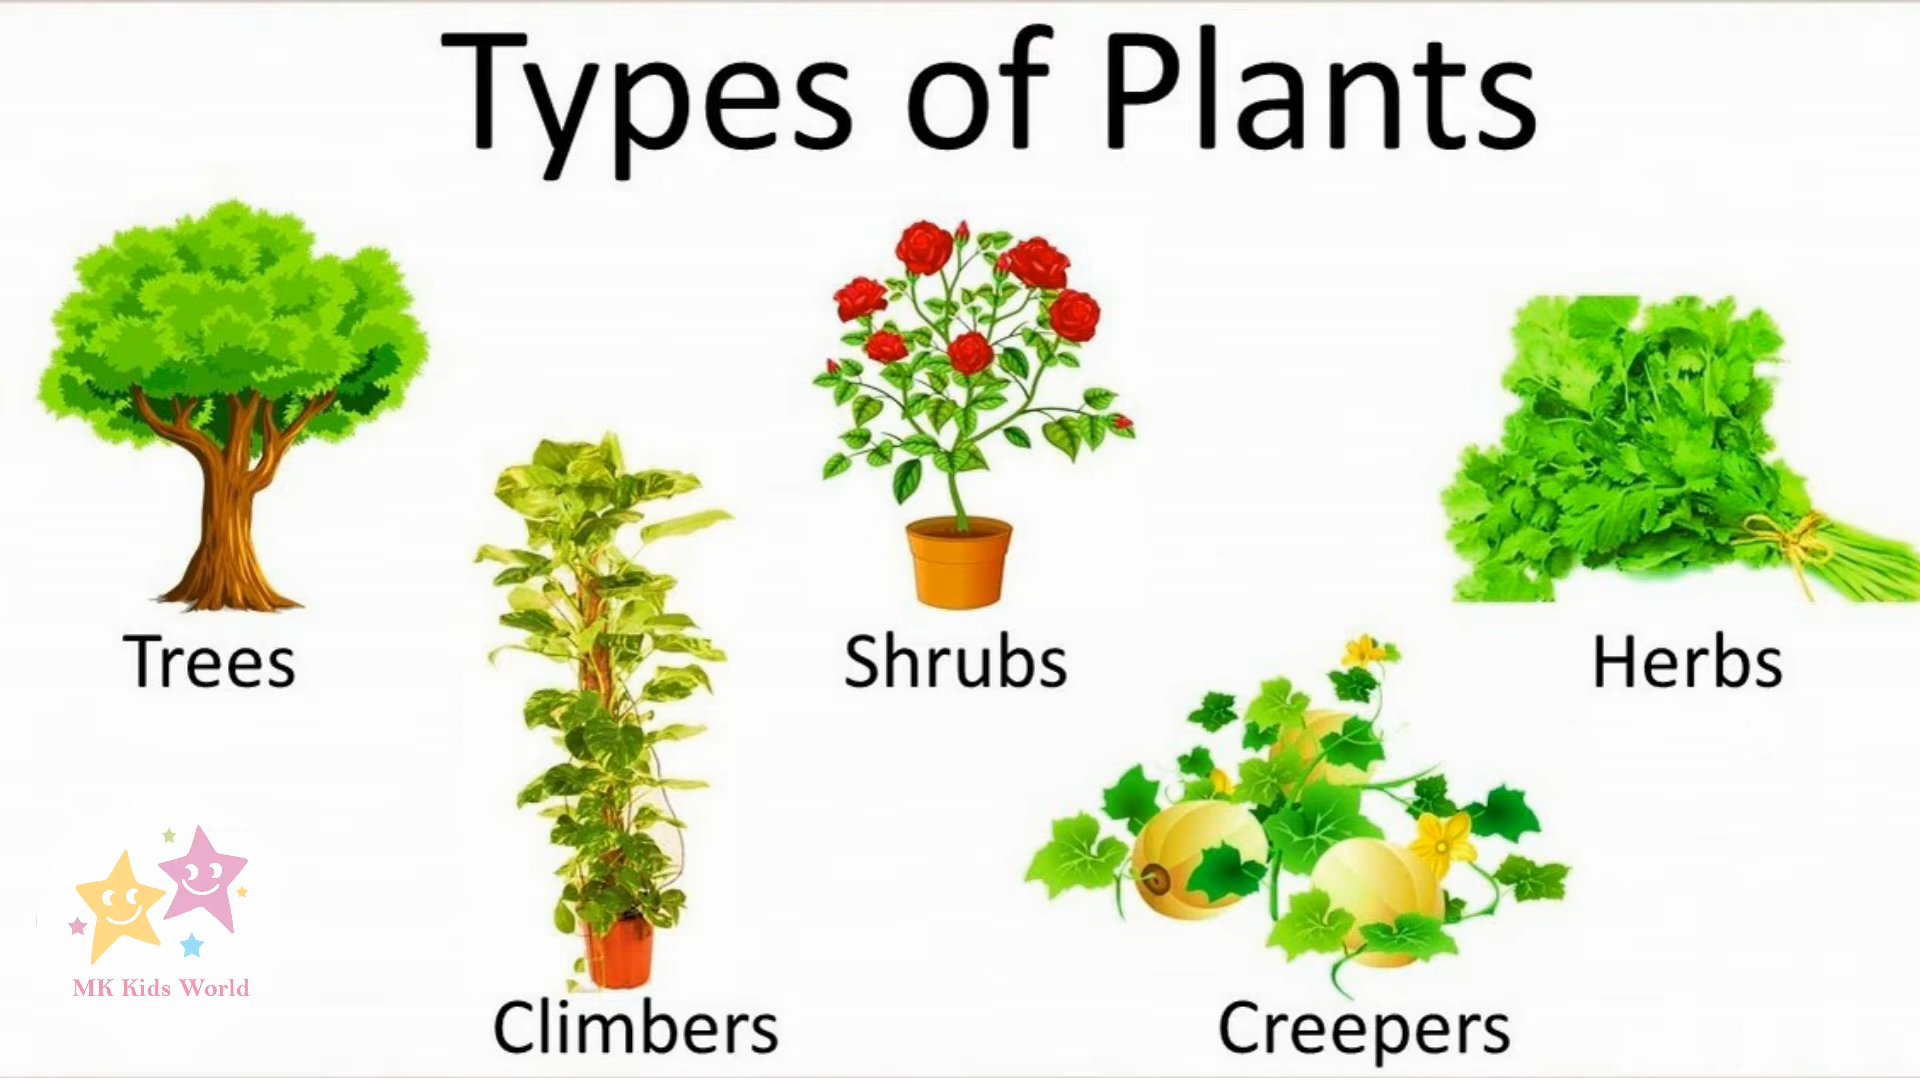 Types of Plants
Trees
Shrubs
Herbs
Climbers
Creepers
MK Kids World